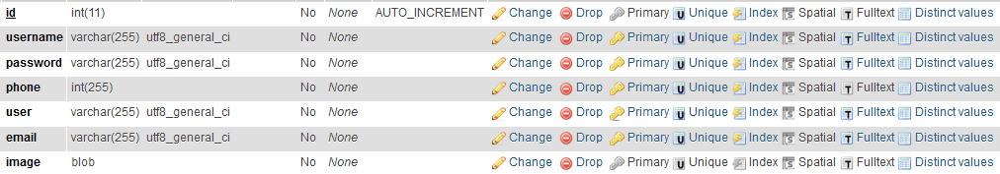 id int(11) No None AUTO_INCREMENT Change Drop Primary Unique Index Spatial Fulltext Distinct values
username varchar(255) utf8_general_ci No None Change Drop Primary U Unique Index S Spatial T Fulltext Distinct values
password varchar(255) utf8_general_ci No None Change Drop Primary U Unique Index S Spatial T Fulltext Distinct values
phone int(255) No None Change Drop Primary U Unique Index S Spatial T Fulltext Distinct values
user varchar(255) utf8_general_ci No None Change Drop Primary U Unique Index S Spatial T Fulltext Distinct values
email varchar(255) utf8_general_ci No None Change Drop Primary U Unique Index S Spatial T Fulltext Distinct values
image blob No None Change Drop Primary U Unique Index S Spatial T Fulltext Distinct values